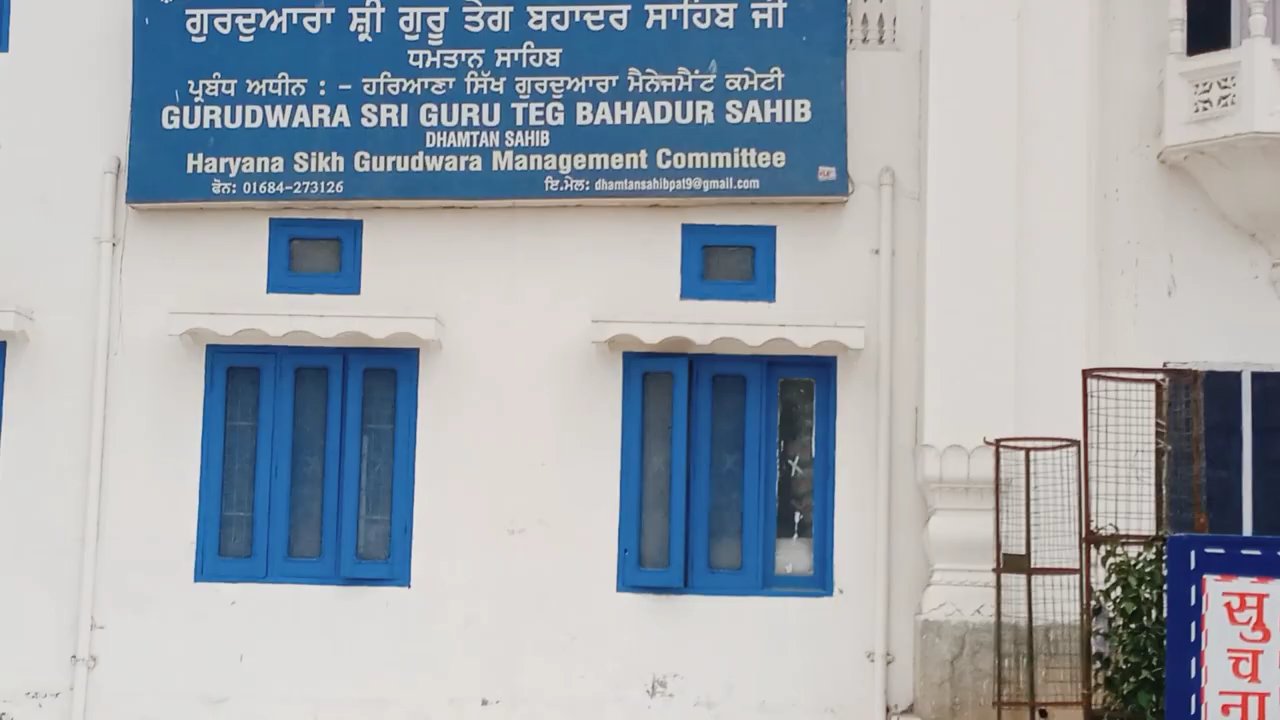 ਗੁਰਦੁਆਰਾ ਸ਼੍ਰੀ ਗੁਰੂ ਤੇਗ ਬਹਾਦਰ ਸਾਹਿਬ ਜੀ
ਧਮਤਾਨ ਸਾਹਿਬ
ਪ੍ਰਬੰਧ ਅਧੀਨ : - ਹਰਿਆਣਾ ਸਿੱਖ ਗੁਰਦੁਆਰਾ ਮੈਨੇਜਮੈਂਟ ਕਮੇਟੀ
GURUDWARA SRI GURU TEG BAHADUR SAHIB
DHAMTAN SAHIB
Haryana Sikh Gurudwara Management Committee
ਫੋਨ: 01684-273126 ਇ.ਮੇਲ: dhamtansahibpat9@gmail.com
सुचना